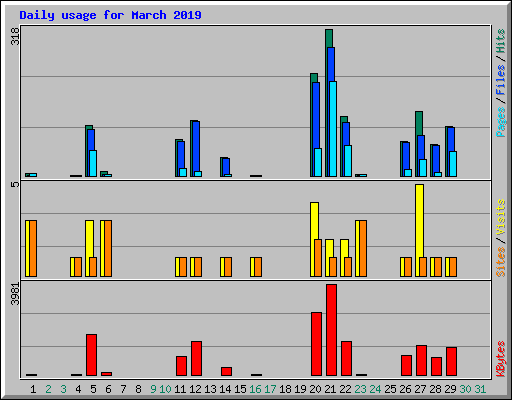 Daily usage for March 2019
318
Pages / Files / Hits
5
Sites / Visits
3981
KBytes
1 2 3 4 5 6 7 8 9 10 11 12 13 14 15 16 17 18 19 20 21 22 23 24 25 26 27 28 29 30 31